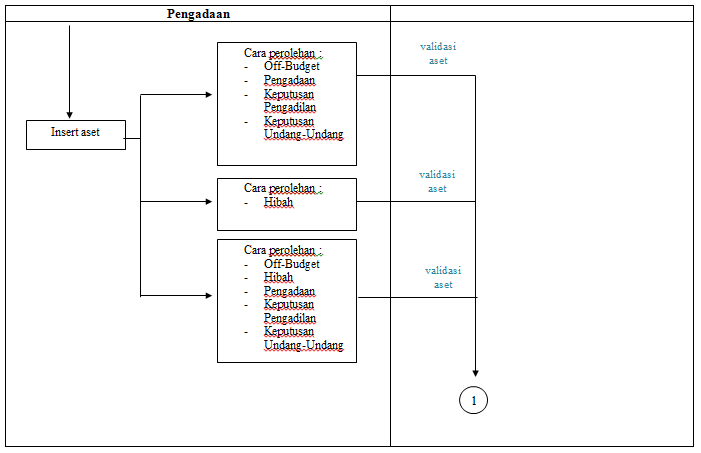 Pengadaan
Insert aset
Cara perolehan :
- Off-Budget
- Pengadaan
- Keputusan
Pengadilan
- Keputusan
Undang-Undang
validasi
aset
Cara perolehan :
- Hibah
validasi
aset
Cara perolehan :
- Off-Budget
- Hibah
- Pengadaan
- Keputusan
Pengadilan
- Keputusan
Undang-Undang
validasi
aset
1